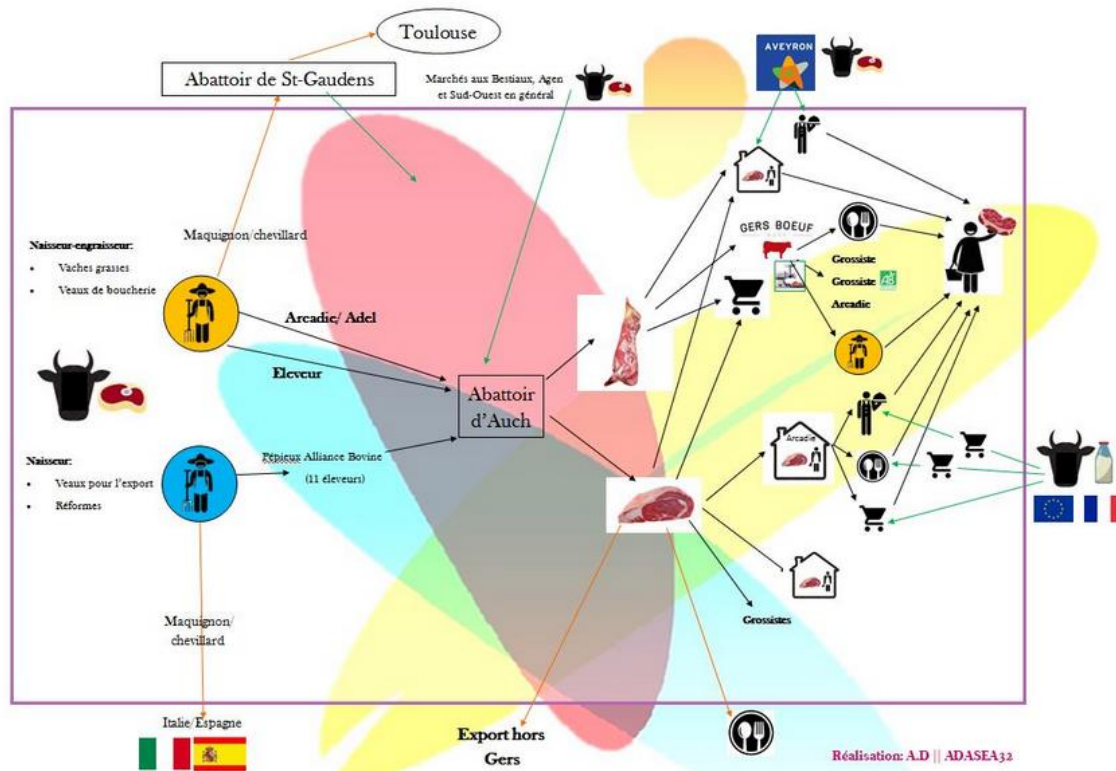 Toulouse
Abattoir de St-Gaudens
Marchés aux Bestiaux, Agen
et Sud-Ouest en général
AVEYRON
Maquignon/chevillard
Naisseur-engraisseur:
• Vaches grasses
• Veaux de boucherie
GERS BOEUF
Grossiste
Grossiste AB
Arcadie
Arcadie/ Adel
Eleveur
Abattoir
d'Auch
Pépieux Alliance Bovine
(11 éleveurs)
Naisseur:
• Veaux pour l'export
• Réformes
Arcadie
Grossistes
Maquignon/
chevillard
Italie/Espagne
Export hors
Gers
Réalisation: A.D || ADASEA32